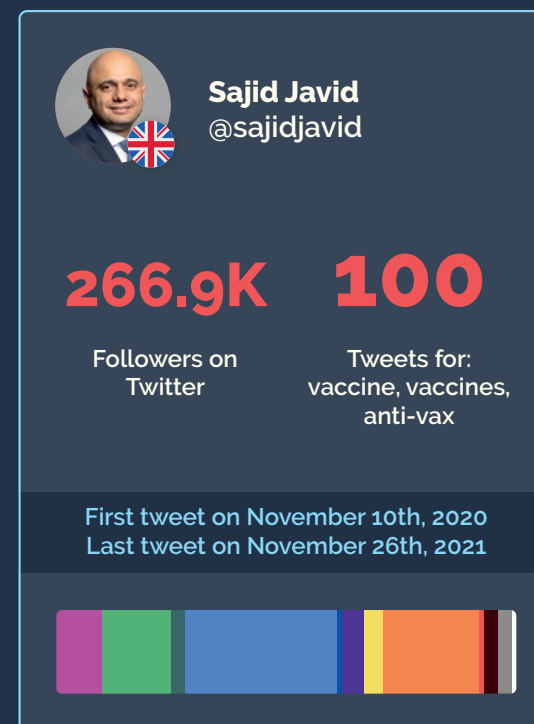 Sajid Javid
@sajidjavid
266.9K
Followers on
Twitter
100
Tweets for:
vaccine, vaccines,
anti-vax
First tweet on November 10th, 2020
Last tweet on November 26th, 2021